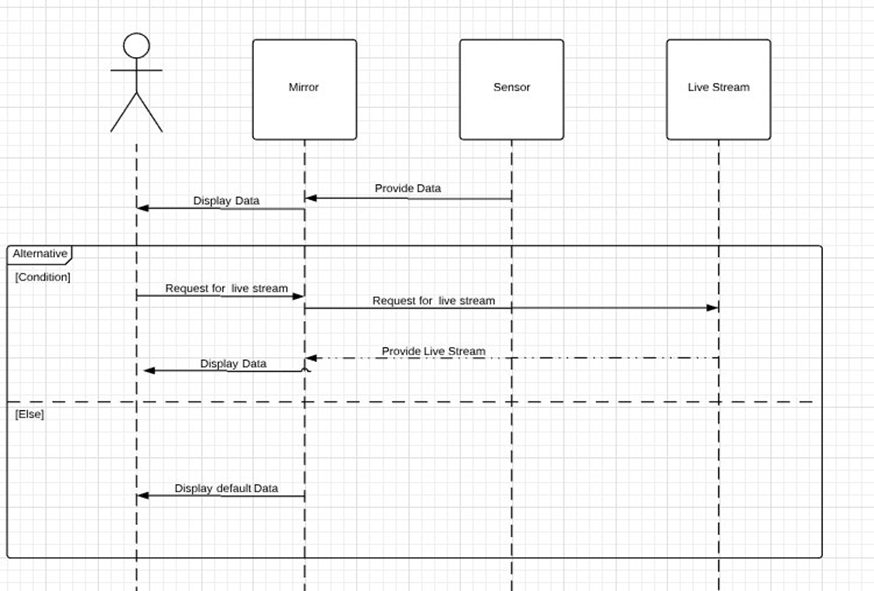 Mirror
Sensor
Live Stream
Provide Data
Display Data
Alternative
[Condition]
Request for  live stream
Request for  live stream
Provide Live Stream
Display Data
[Else]
Display default Data